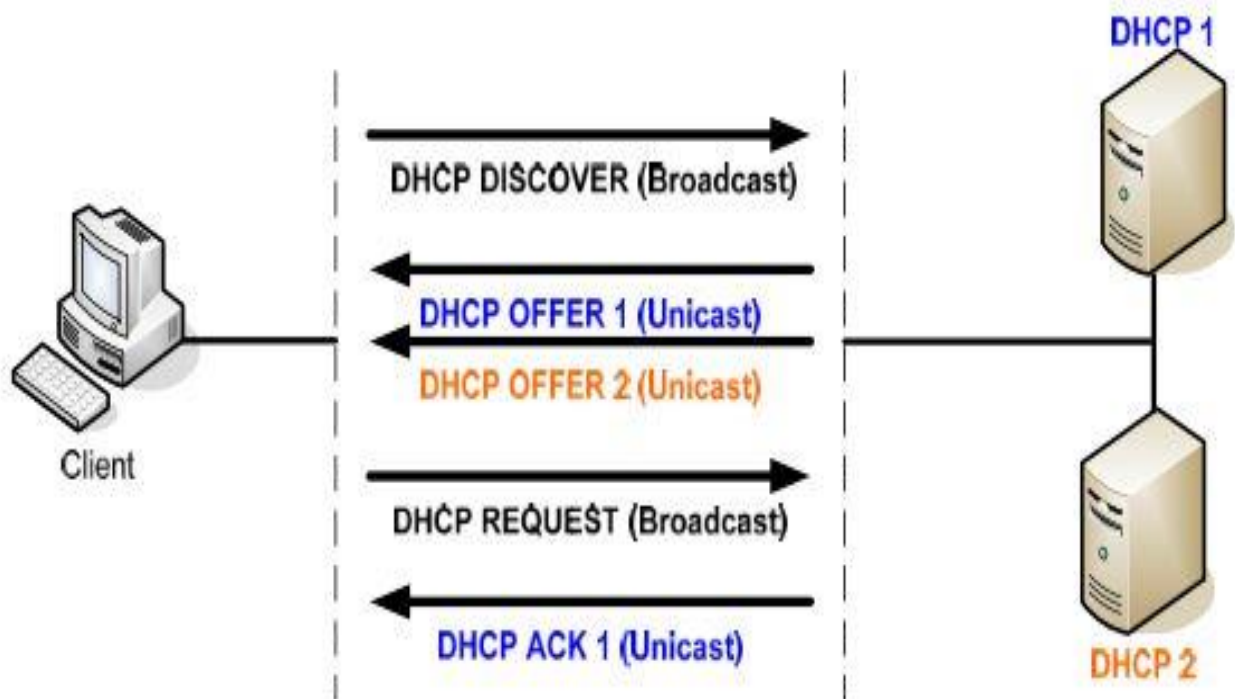 DHCP 1
DHCP DISCOVER (Broadcast)
DHCP OFFER 1 (Unicast)
DHCP OFFER 2 (Unicast)
Client
DHCP REQUEST (Broadcast)
DHCP ACK 1 (Unicast)
DHCP 2